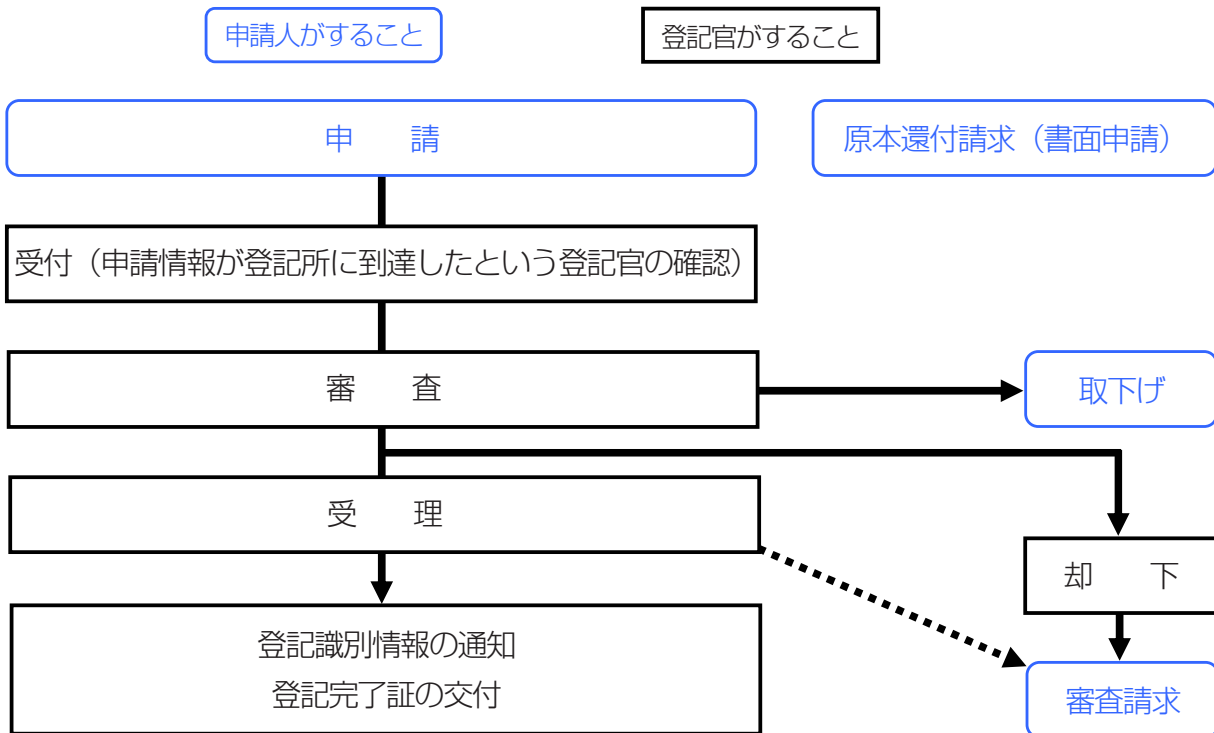 申請人がすること
登記官がすること
申　　請
原本還付請求（書面申請）
受付（申請情報が登記所に到達したという登記官の確認）
審　　査
取下げ
受　　理
却　　下
登記識別情報の通知
登記完了証の交付
審査請求